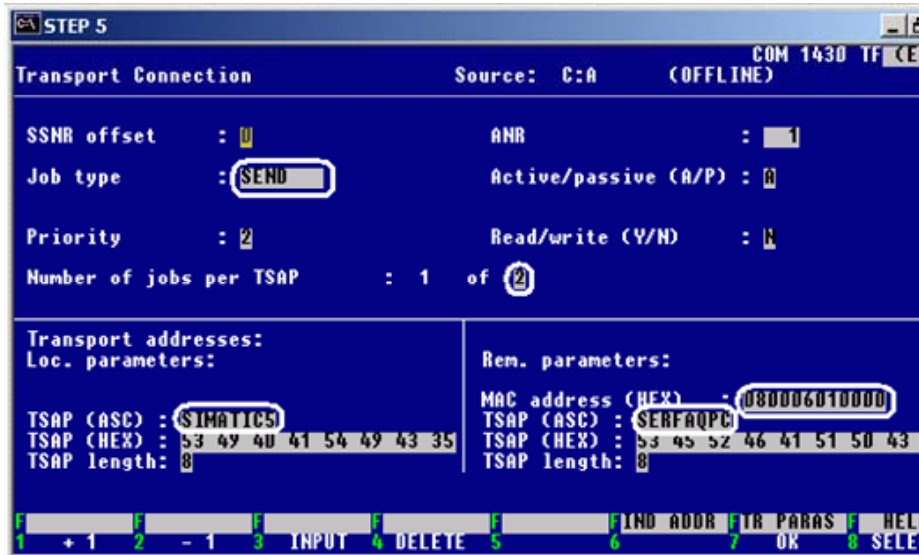 STEP 5
COM 1430 TF (E
Transport Connection Source: C:A (OFFLINE)
SSNR offset : 0 ANR : 1
Job type : SEND Active/passive (A/P) : A
Priority : 2 Read/write (Y/N) : N
Number of jobs per TSAP : 1 of 2
Transport addresses:
Loc. parameters: Rem. parameters:
MAC address (HEX) : 080006010000
TSAP (ASC) : SIMATIC5 TSAP (ASC) : SERFAQPC
TSAP (HEX) : 53 49 4D 41 54 49 43 35 TSAP (HEX) : 53 45 52 46 41 51 50 43
TSAP length: 8 TSAP length: 8
F F F F F F IND ADDR F TR PARAS F HEL
1 + 1 2 - 1 3 INPUT 4 DELETE 5 6 7 OK 8 SELE